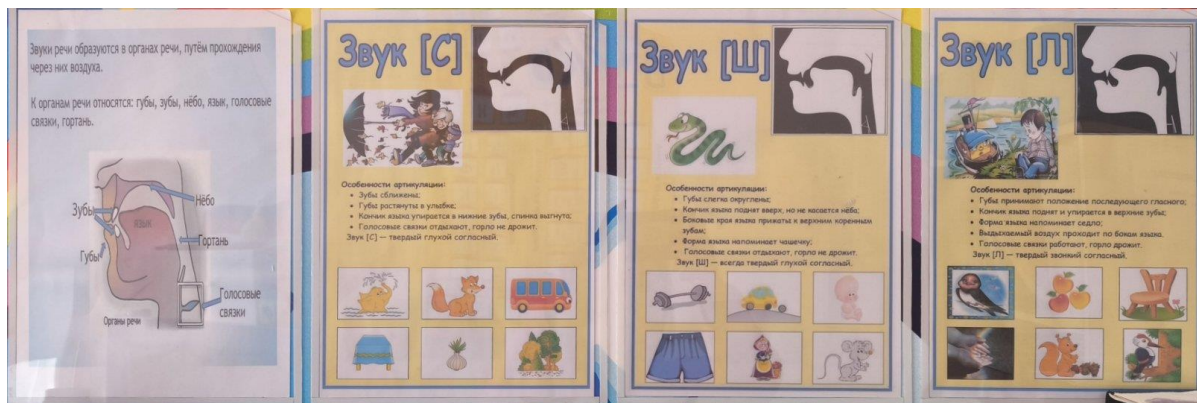 Звуки речи образуются в органах речи, путём прохождения
через них воздуха.
К органам речи относятся: губы, зубы, нёбо, язык, голосовые
связки, гортань.
Зубы
Губы
язык
Нёбо
Гортань
Голосовые
связки
Органы речи
Звук [С]
Особенности артикуляции:
• Зубы сближены;
• Губы растянуты в улыбке;
• Кончик языка упирается в нижние зубы, спинка выгнута;
• Голосовые связки отдыхают, горло не дрожит.
Звук [С] — твердый глухой согласный.
Звук [Ш]
Особенности артикуляции:
• Губы слегка округлены;
• Кончик языка поднят вверх, но не касается нёба;
• Боковые края языка прижаты к верхним коренным
зубам;
• Форма языка напоминает чашечку;
• Голосовые связки отдыхают, горло не дрожит.
Звук [Ш] — всегда твердый глухой согласный.
Звук [Л]
Особенности артикуляции:
• Губы принимают положение последующего гласного;
• Кончик языка поднят и упирается в верхние зубы;
• Форма языка напоминает седло;
• Выдыхаемый воздух проходит по бокам языка.
• Голосовые связки работают, горло дрожит.
Звук [Л] — твердый звонкий согласный.